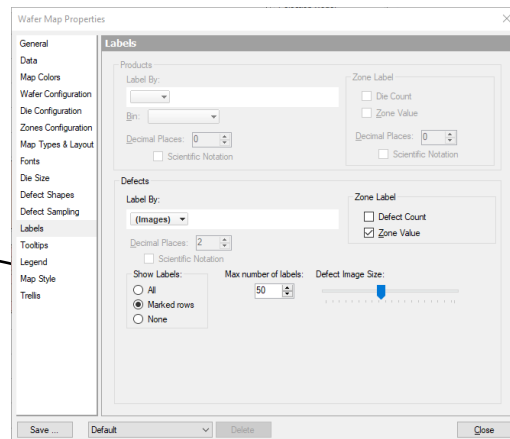 Wafer Map Properties
General
Data
Map Colors
Wafer Configuration
Die Configuration
Zones Configuration
Map Types & Layout
Fonts
Die Size
Defect Shapes
Defect Sampling
Labels
Tooltips
Legend
Map Style
Trellis
Labels
Products
Label By:
Bin:
Decimal Places: 0
Scientific Notation
Zone Label
Die Count
Zone Value
Decimal Places: 0
Scientific Notation
Defects
Label By:
(Images)
Decimal Places: 2
Scientific Notation
Zone Label
Defect Count
Zone Value
Show Labels:
All
Marked rows
None
Max number of labels:
50
Defect Image Size:
Save ... Default Delete Close